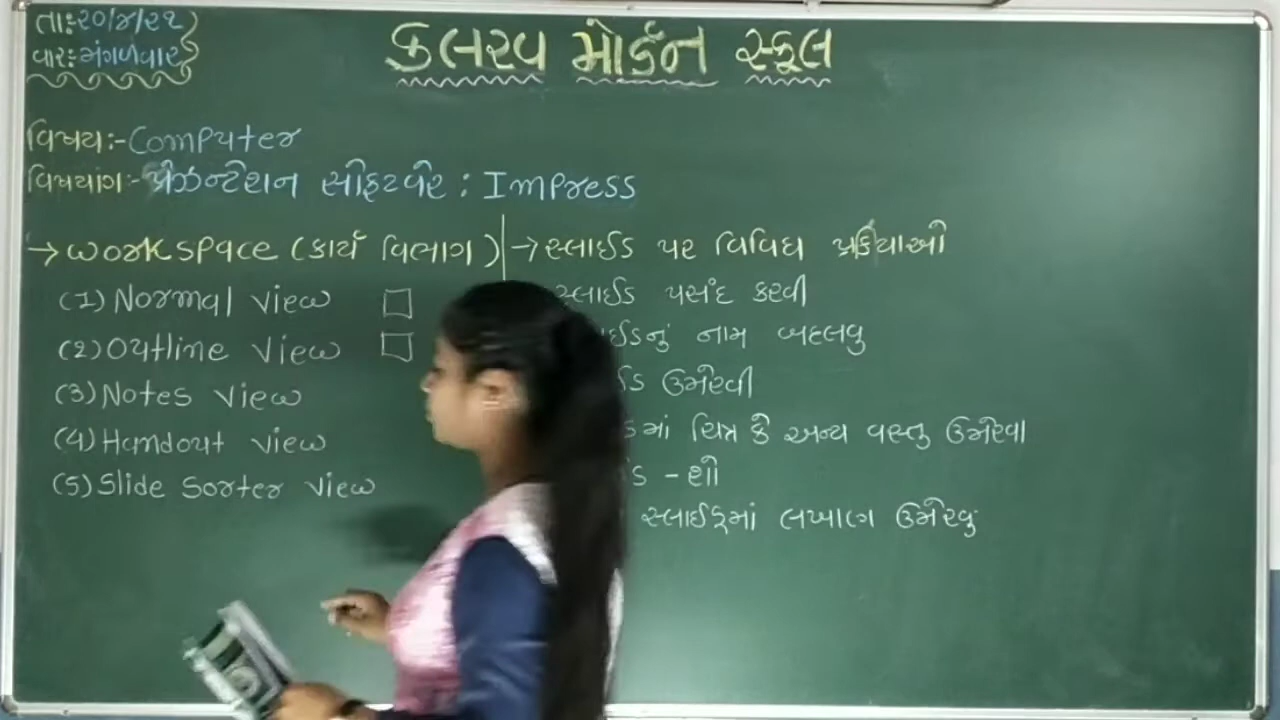 તા:૨૦/૪/૨૧
વાર:મંગળવાર
કલરવ મોર્ડન સ્કૂલ
વિષય:-Computer
વિષયાંગ:-પ્રેઝન્ટેશન સોફ્ટવેર : Impress
→ workspace (કાર્ય વિભાગ)
(1) Normal view
(2) Outline view
(3) Notes view
(4) Handout view
(5) Slide Sorter view
→ સ્લાઈડ પર વિવિધ પ્રક્રિયાઓ
સ્લાઈડ પસંદ કરવી
નામ બદલવુ
ઉમેરવી
માં ચિત્ર કે અન્ય વસ્તુ ઉમેરવા
- શો
સ્લાઈડમાં લખાણ ઉમેરવુ